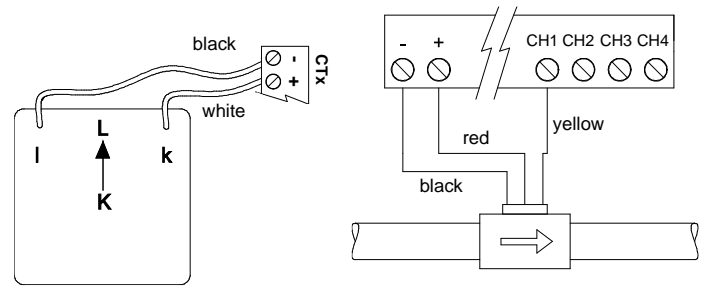 black
-
+
CTx
white
L
l
k
K
- + CH1 CH2 CH3 CH4
red
yellow
black